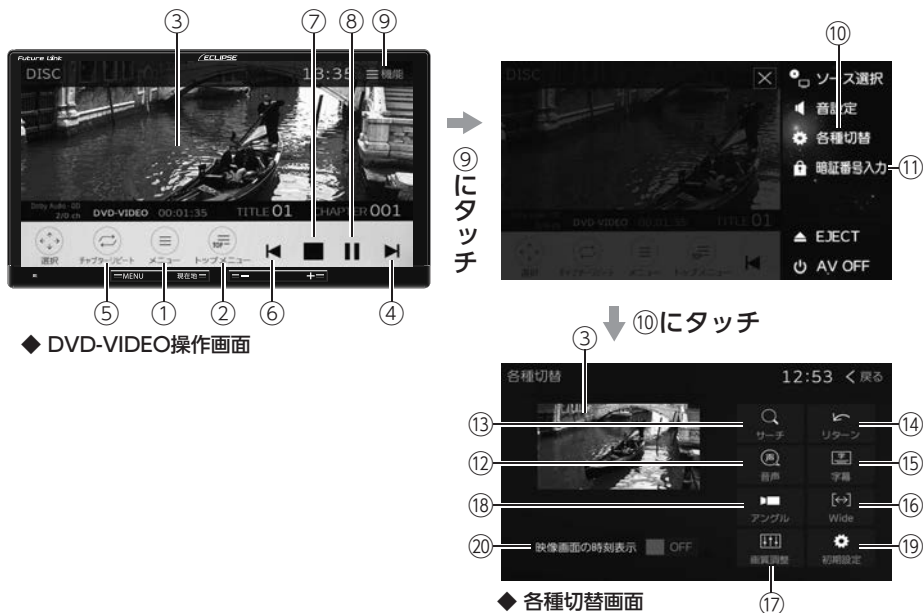 ③
⑦
⑧
⑨
Future Link
ECLIPSE
DISC
13:35
機能
Dolby Audio - DD
2/0 ch
DVD-VIDEO
00:01:35
TITLE 01
CHAPTER 001
選択
チャプターリピート
メニュー
TOP
トップメニュー
MENU
現在地
−
+
⑤
①
②
⑥
④
◆ DVD-VIDEO操作画面
⑨にタッチ
⑩
DISC
ソース選択
音設定
各種切替
暗証番号入力
⑪
DVD-VIDEO
00:01:35
TITLE 01
選択
チャプターリピート
メニュー
トップメニュー
EJECT
AV OFF
⑩にタッチ
③
各種切替
12:53
戻る
⑬
サーチ
リターン
⑭
⑫
声
音声
字
字幕
⑮
⑱
アングル
Wide
⑯
⑳
映像画面の時刻表示
OFF
画質調整
初期設定
⑲
⑰
◆ 各種切替画面